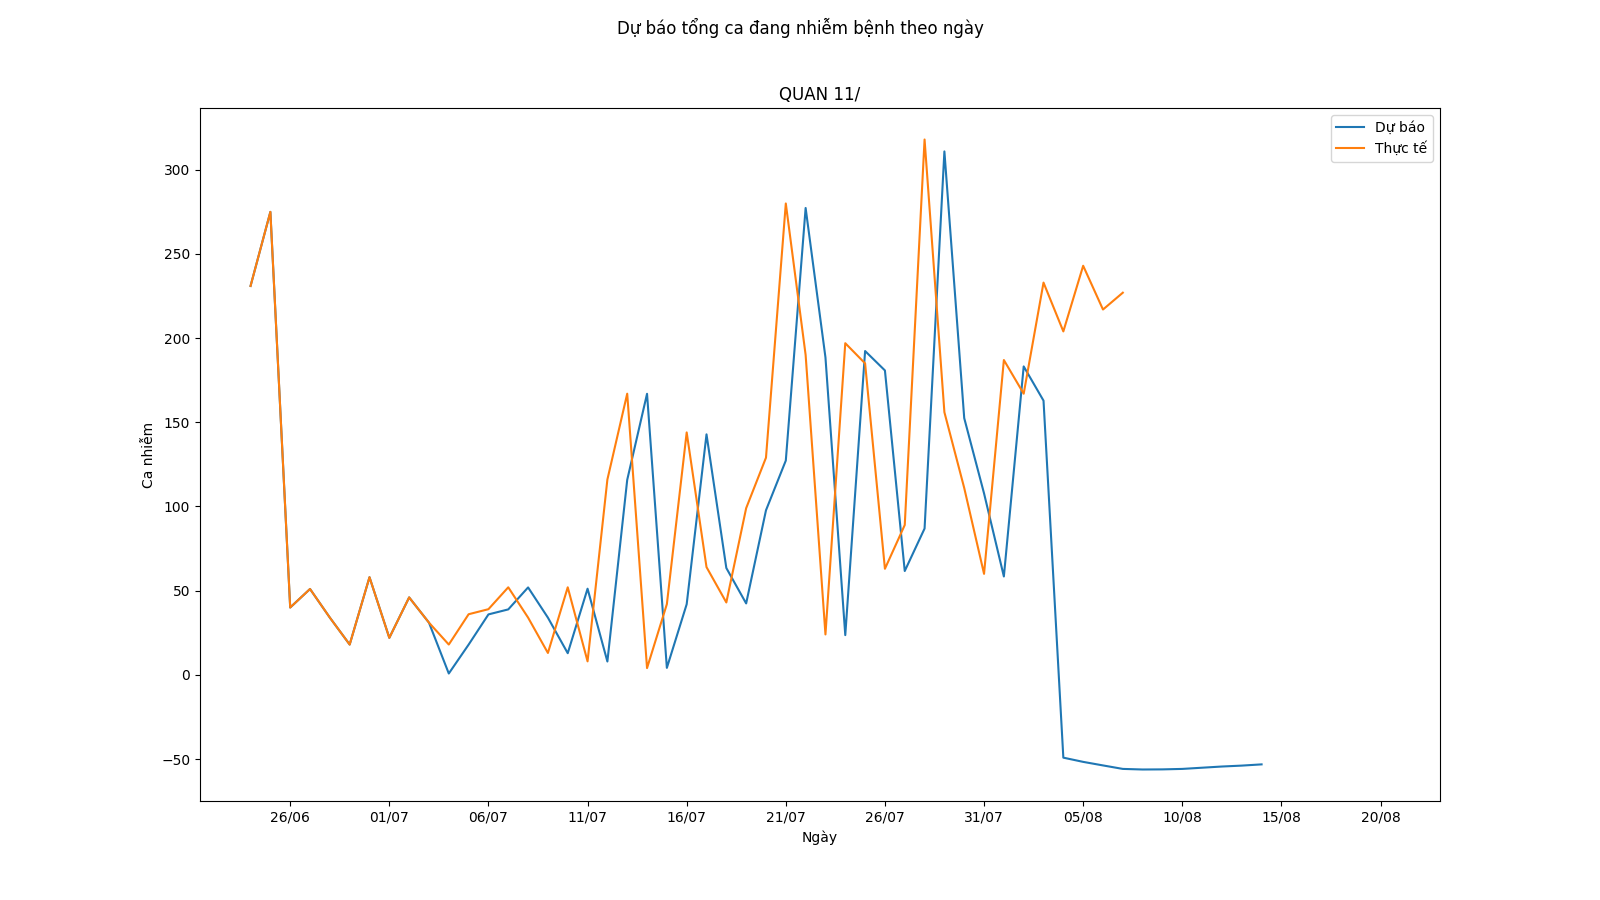 Dự báo tổng ca đang nhiễm bệnh theo ngày
QUAN 11/
Dự báo
Thực tế
300
250
200
150
100
50
0
−50
Ca nhiễm
26/06 01/07 06/07 11/07 16/07 21/07 26/07 31/07 05/08 10/08 15/08 20/08
Ngày